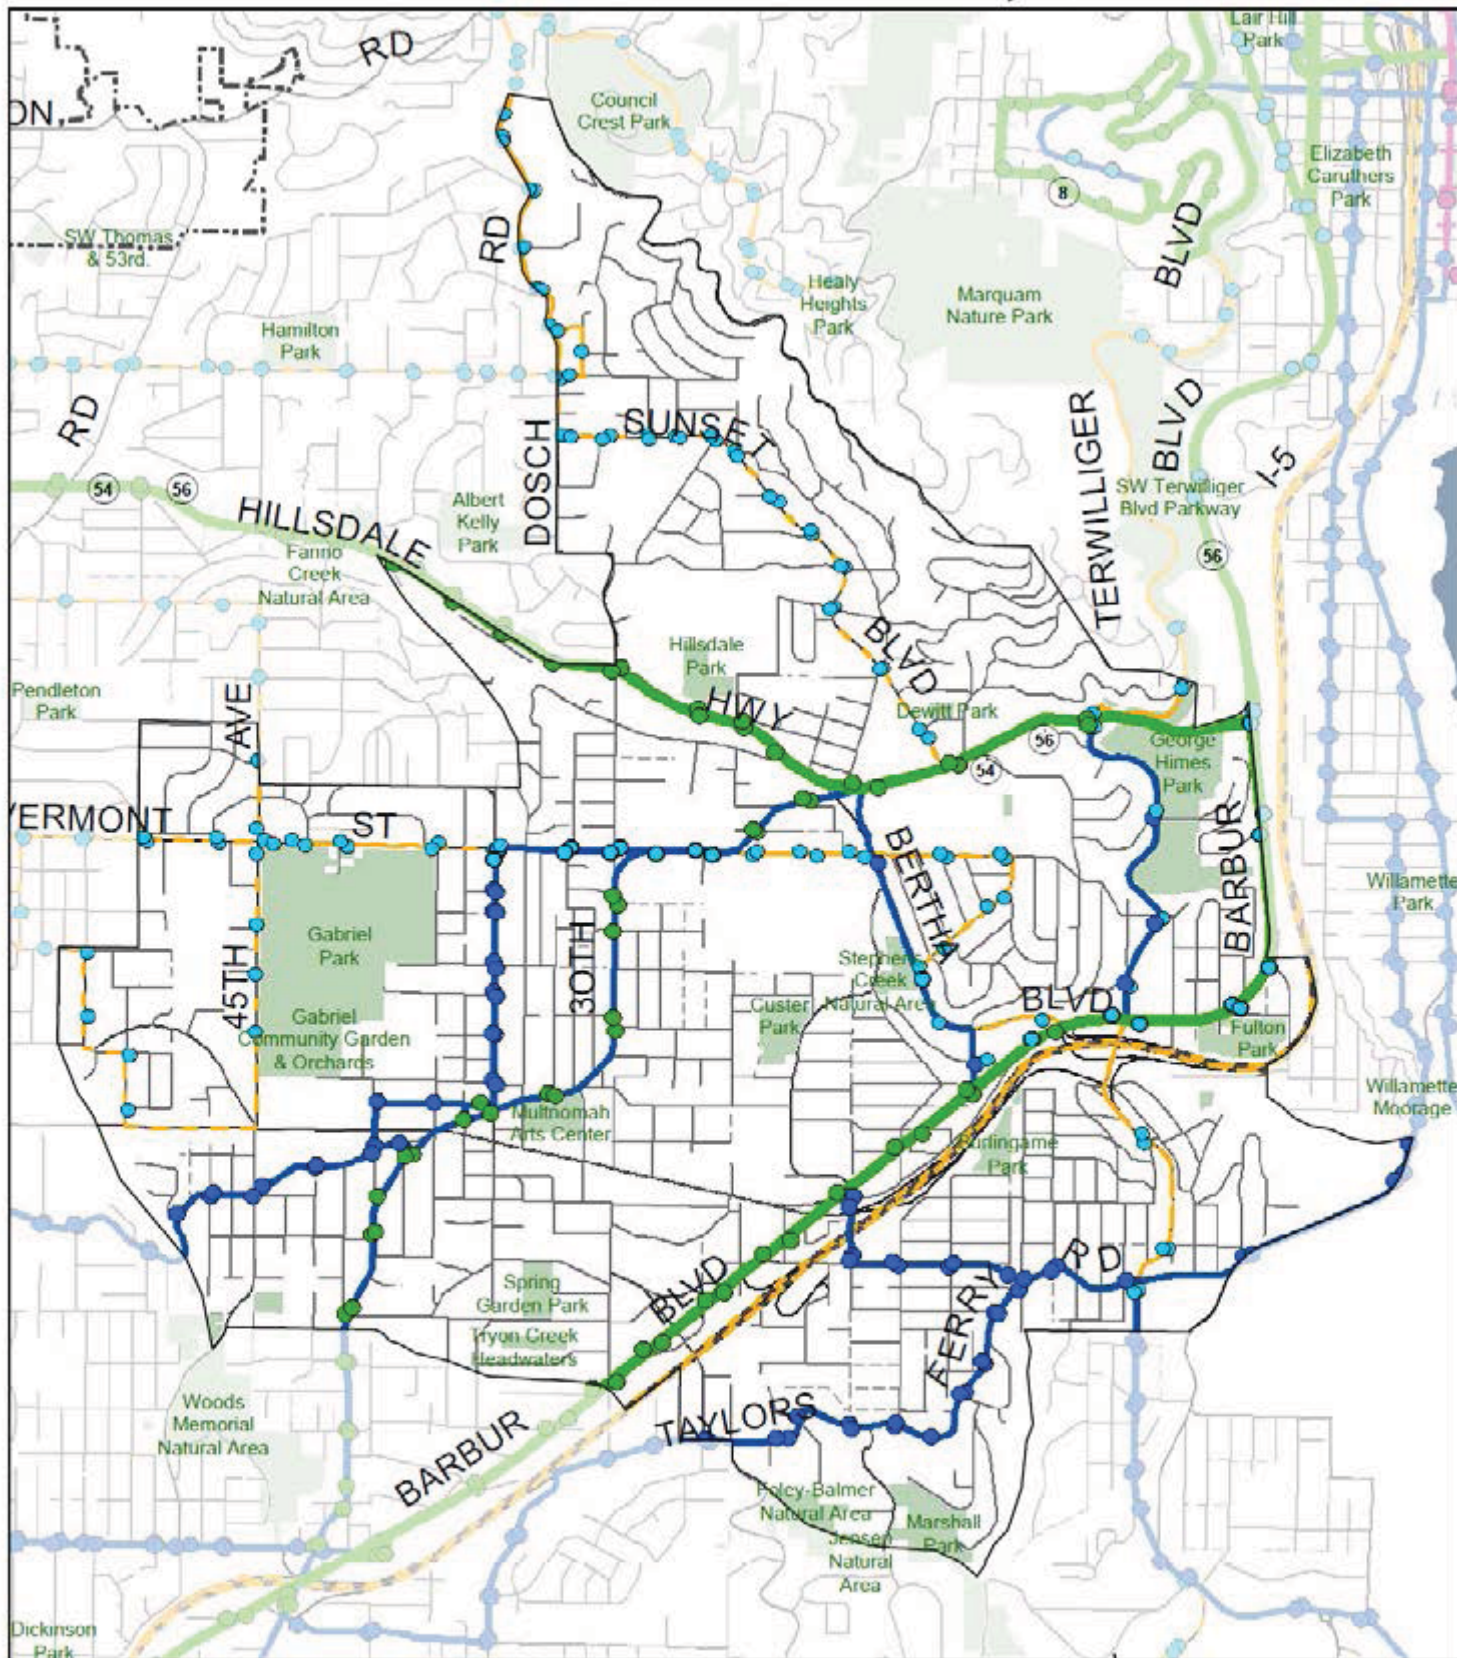 RD
ON
Lair Hill
Park
Council
Crest Park
Elizabeth
Caruthers
Park
8
BLVD
SW Thomas
& 53rd.
RD
Healy
Heights
Park
Marquam
Nature Park
Hamilton
Park
RD
DOSCH
SUNSET
TERWILLIGER
BLVD
I-5
54
56
HILLSDALE
Albert
Kelly
Park
SW Terwilliger
Blvd Parkway
56
Fanno
Creek
Natural Area
Hillsdale
Park
BLVD
Pendleton
Park
AVE
HWY
Dewitt Park
56
54
George
Himes
Park
VERMONT
ST
BERTHA
BARBUR
Willamette
Park
Gabriel
Park
45TH
30TH
Stephens
Creek
Natural Area
Custer
Park
BLVD
Gabriel
Community Garden
& Orchards
Fulton
Park
Multnomah
Arts Center
Willamette
Moorage
Burlingame
Park
RD
Spring
Garden Park
BLVD
Tryon Creek
Headwaters
FERRY
Woods
Memorial
Natural Area
TAYLORS
BARBUR
Foley-Balmer
Natural Area
Marshall
Park
Jensen
Natural
Area
Dickinson
Park